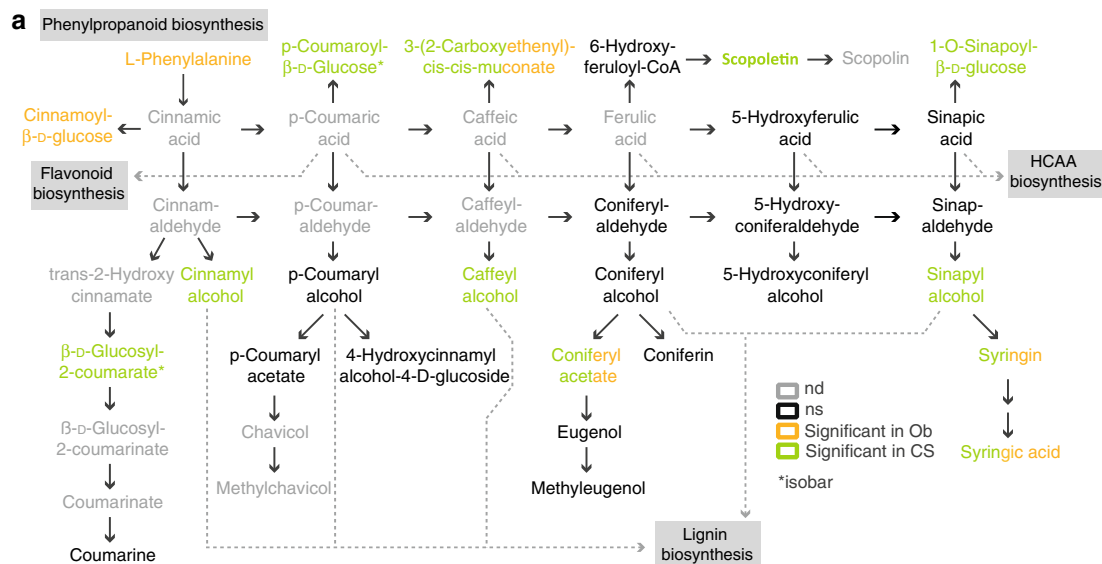 a
Phenylpropanoid biosynthesis
L-Phenylalanine
p-Coumaroyl-
β-D-Glucose*
3-(2-Carboxyethenyl)-
cis-cis-muconate
6-Hydroxy-
feruloyl-CoA
Scopoletin
Scopolin
1-O-Sinapoyl-
β-D-glucose
Cinnamoyl-
β-D-glucose
Cinnamic
acid
p-Coumaric
acid
Caffeic
acid
Ferulic
acid
5-Hydroxyferulic
acid
Sinapic
acid
Flavonoid
biosynthesis
HCAA
biosynthesis
Cinnam-
aldehyde
p-Coumar-
aldehyde
Caffeyl-
aldehyde
Coniferyl-
aldehyde
5-Hydroxy-
coniferaldehyde
Sinap-
aldehyde
trans-2-Hydroxy
cinnamate
Cinnamyl
alcohol
p-Coumaryl
alcohol
Caffeyl
alcohol
Coniferyl
alcohol
5-Hydroxyconiferyl
alcohol
Sinapyl
alcohol
β-D-Glucosyl-
2-coumarate*
p-Coumaryl
acetate
4-Hydroxycinnamyl
alcohol-4-D-glucoside
Coniferyl
acetate
Coniferin
Syringin
ß-D-Glucosyl-
2-coumarinate
Chavicol
Eugenol
nd
ns
Significant in Ob
Significant in CS
*isobar
Syringic acid
Coumarinate
Methylchavicol
Methyleugenol
Coumarine
Lignin
biosynthesis